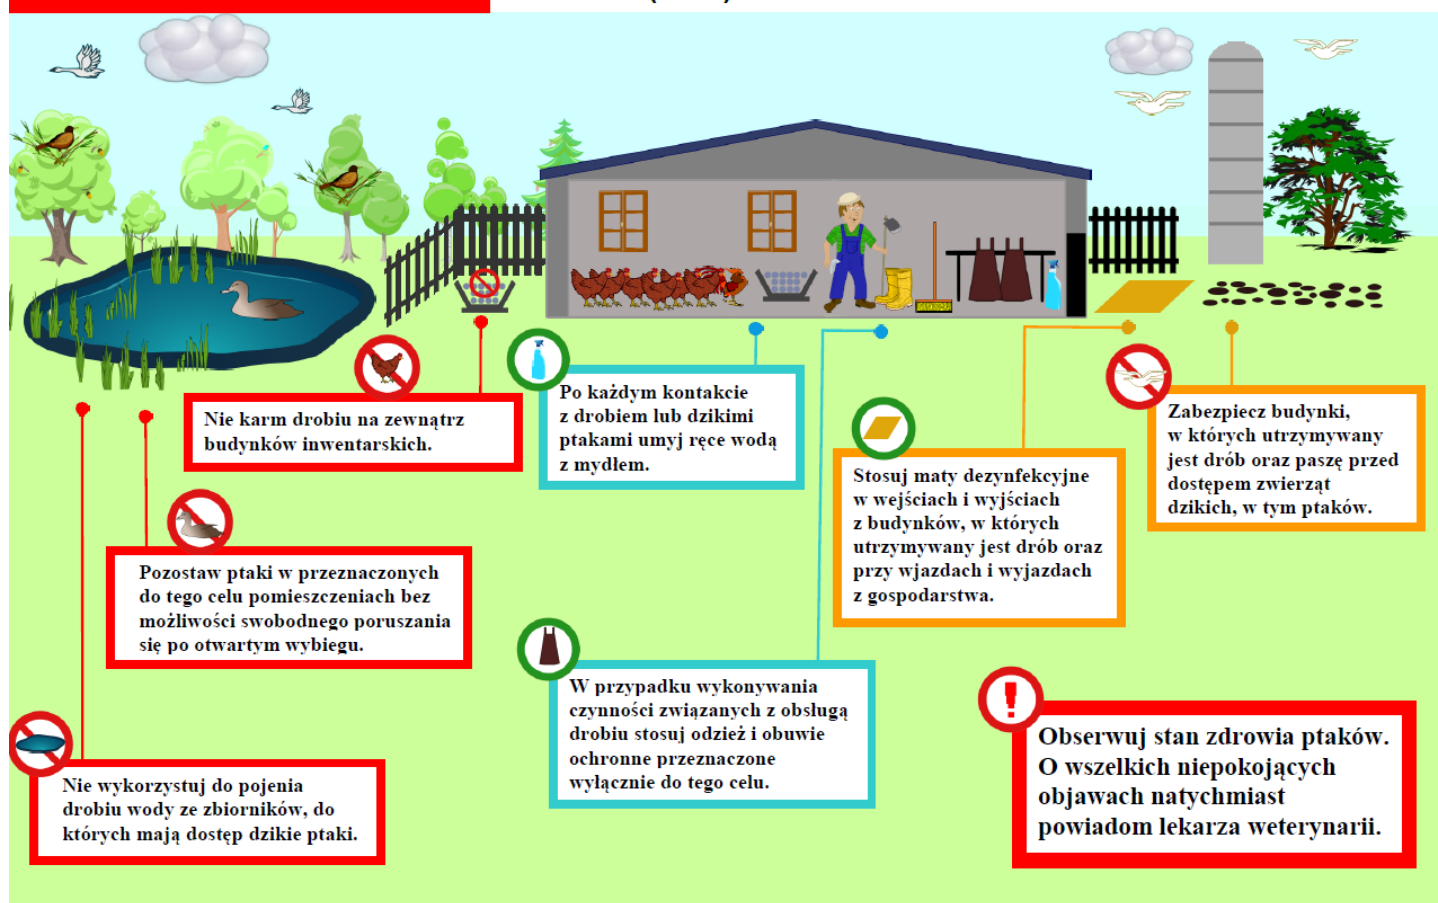 Nie karm drobiu na zewnątrz
budynków inwentarskich.
Po każdym kontakcie
z drobiem lub dzikimi
ptakami umyj ręce wodą
z mydłem.
Stosuj maty dezynfekcyjne
w wejściach i wyjściach
z budynków, w których
utrzymywany jest drób oraz
przy wjazdach i wyjazdach
z gospodarstwa.
Zabezpiecz budynki,
w których utrzymywany
jest drób oraz paszę przed
dostępem zwierząt
dzikich, w tym ptaków.
Pozostaw ptaki w przeznaczonych
do tego celu pomieszczeniach bez
możliwości swobodnego poruszania
się po otwartym wybiegu.
W przypadku wykonywania
czynności związanych z obsługą
drobiu stosuj odzież i obuwie
ochronne przeznaczone
wyłącznie do tego celu.
Nie wykorzystuj do pojenia
drobiu wody ze zbiorników, do
których mają dostęp dzikie ptaki.
!
Obserwuj stan zdrowia ptaków.
O wszelkich niepokojących
objawach natychmiast
powiadom lekarza weterynarii.